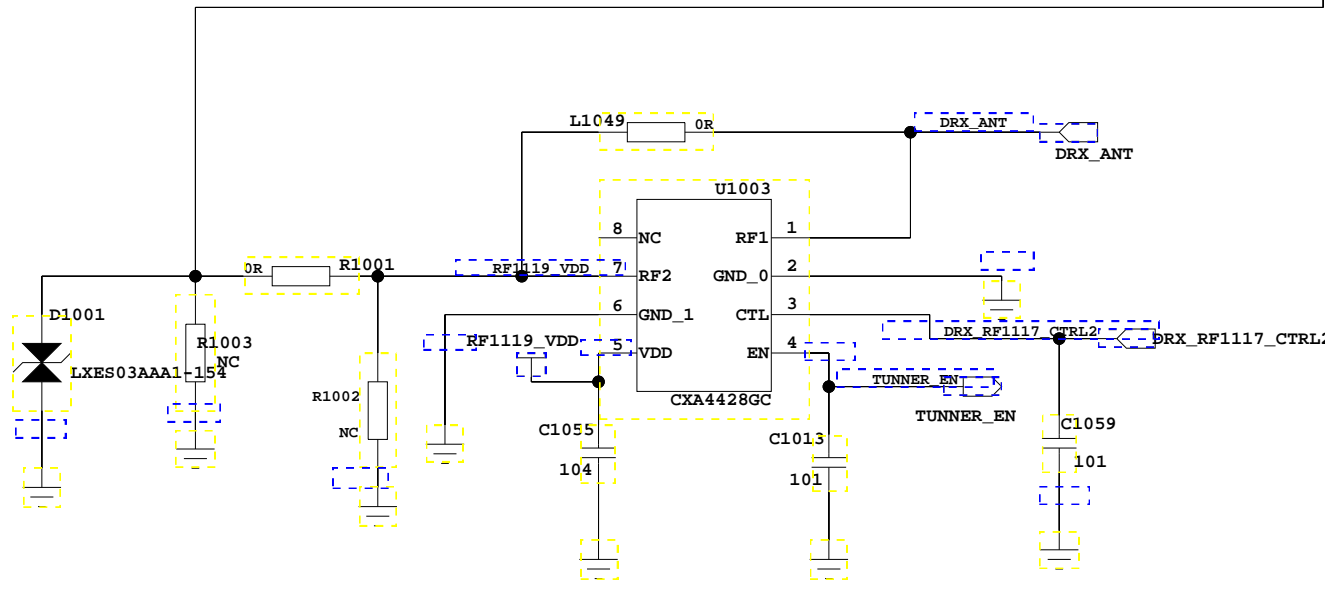 L1049 0R
DRX_ANT
DRX_ANT
U1003
8 NC RF1 1
0R R1001
RF1119_VDD 7 RF2 GND_0 2
D1001
6 GND_1 CTL 3
R1003
NC
RF1119_VDD 5 VDD EN 4
DRX_RF1117_CTRL2
DRX_RF1117_CTRL2
LXES03AAA1-154
TUNNER_EN
R1002
CXA4428GC
TUNNER_EN
NC
C1055
C1013
C1059
104
101
101